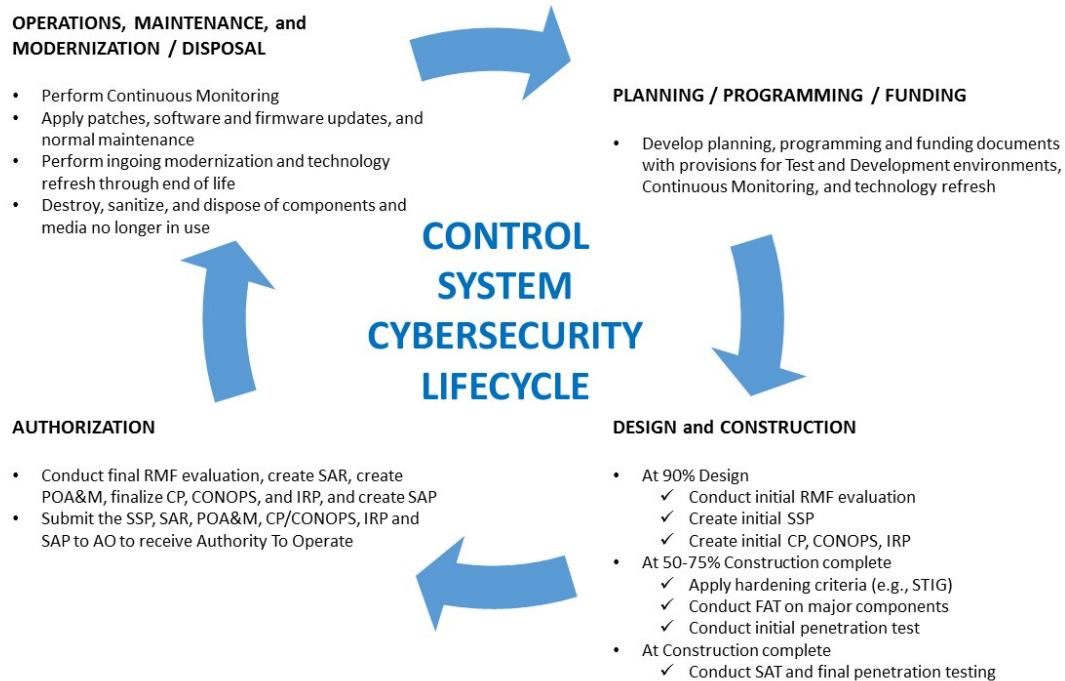 OPERATIONS, MAINTENANCE, and
MODERNIZATION / DISPOSAL
• Perform Continuous Monitoring
• Apply patches, software and firmware updates, and
normal maintenance
• Perform ingoing modernization and technology
refresh through end of life
• Destroy, sanitize, and dispose of components and
media no longer in use
PLANNING / PROGRAMMING / FUNDING
• Develop planning, programming and funding documents
with provisions for Test and Development environments,
Continuous Monitoring, and technology refresh
CONTROL
SYSTEM
CYBERSECURITY
LIFECYCLE
AUTHORIZATION
• Conduct final RMF evaluation, create SAR, create
POA&M, finalize CP, CONOPS, and IRP, and create SAP
• Submit the SSP, SAR, POA&M, CP/CONOPS, IRP and
SAP to AO to receive Authority To Operate
DESIGN and CONSTRUCTION
• At 90% Design
✓ Conduct initial RMF evaluation
✓ Create initial SSP
✓ Create initial CP, CONOPS, IRP
• At 50-75% Construction complete
✓ Apply hardening criteria (e.g., STIG)
✓ Conduct FAT on major components
✓ Conduct initial penetration test
• At Construction complete
✓ Conduct SAT and final penetration testing